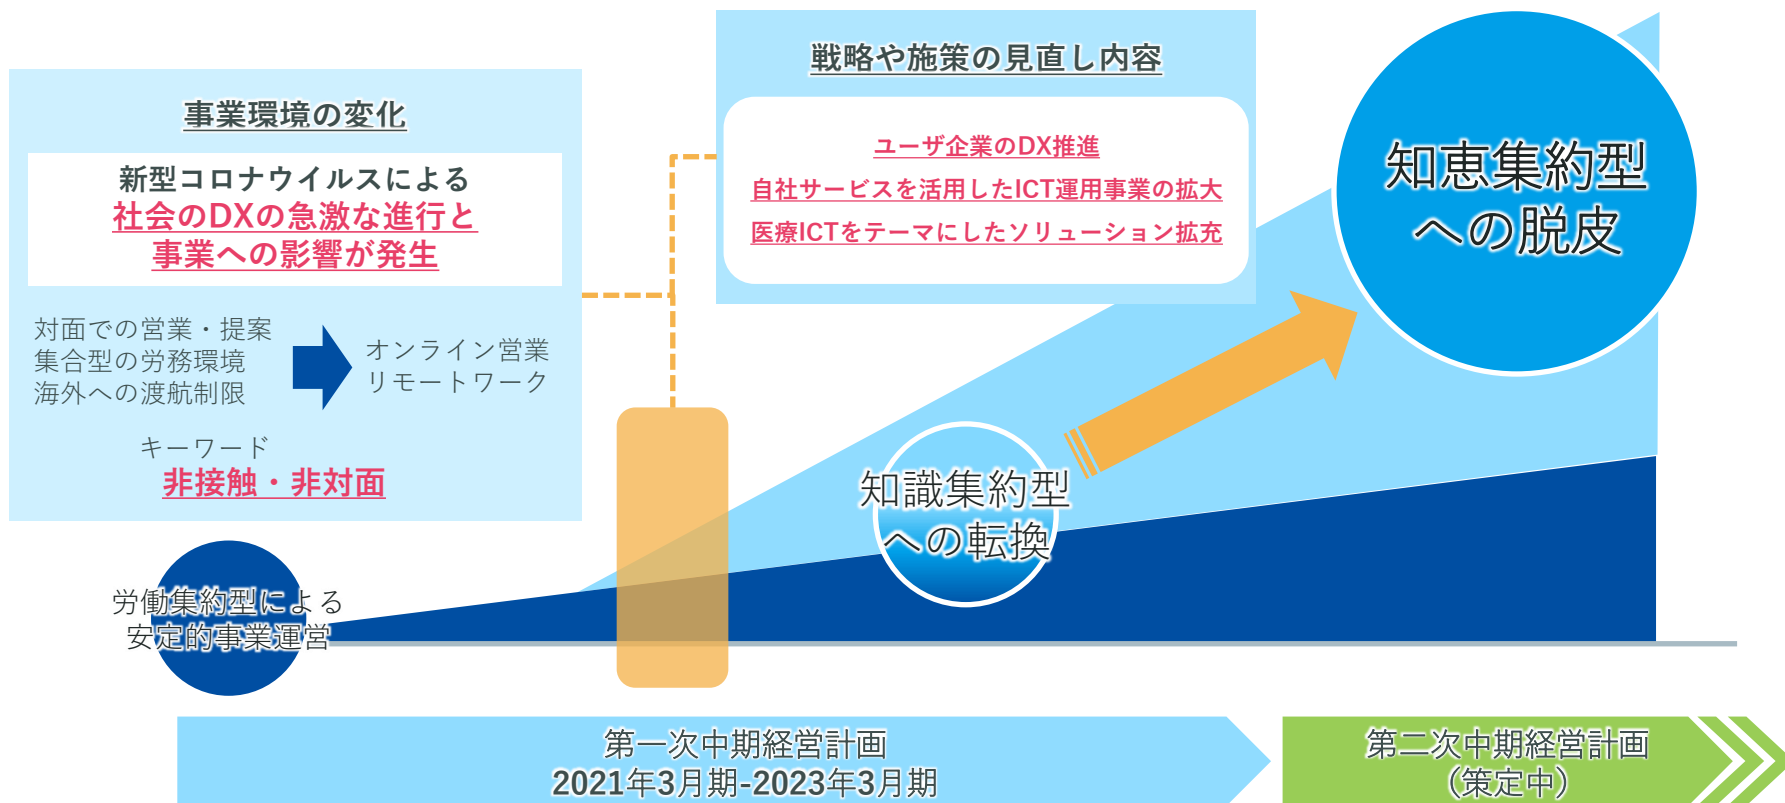 事業環境の変化
新型コロナウイルスによる
社会のDXの急激な進行と
事業への影響が発生
対面での営業・提案
集合型の労務環境
海外への渡航制限
オンライン営業
リモートワーク
キーワード
非接触・非対面
戦略や施策の見直し内容
ユーザ企業のDX推進
自社サービスを活用したICT運用事業の拡大
医療ICTをテーマにしたソリューション拡充
知恵集約型
への脱皮
知識集約型
への転換
労働集約型による
安定的事業運営
第一次中期経営計画
2021年3月期-2023年3月期
第二次中期経営計画
(策定中)